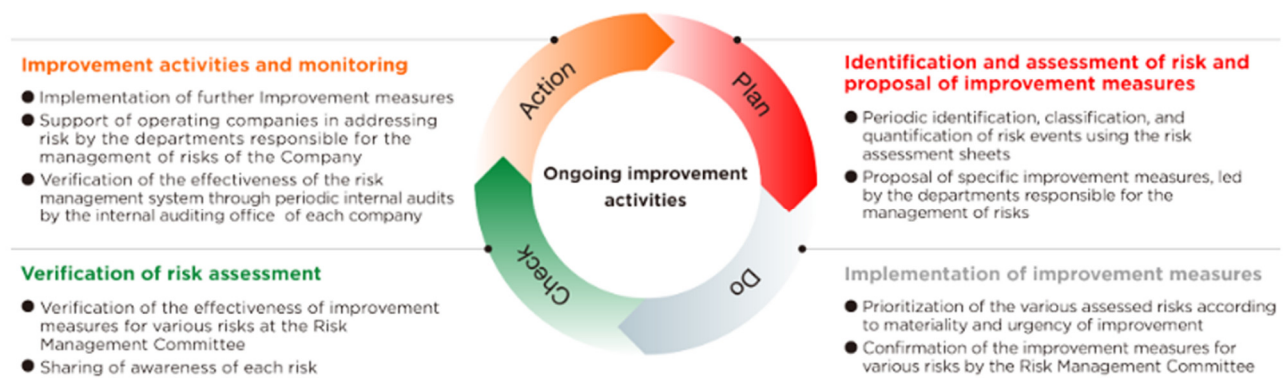 Improvement activities and monitoring
● Implementation of further Improvement measures
● Support of operating companies in addressing
risk by the departments responsible for the
management of risks of the Company
● Verification of the effectiveness of the risk
management system through periodic internal audits
by the internal auditing office of each company
Action
Plan
Identification and assessment of risk and
proposal of improvement measures
● Periodic identification, classification, and
quantification of risk events using the risk
assessment sheets
● Proposal of specific improvement measures, led
by the departments responsible for the
management of risks
Ongoing improvement
activities
Verification of risk assessment
● Verification of the effectiveness of improvement
measures for various risks at the Risk
Management Committee
● Sharing of awareness of each risk
Check
Do
Implementation of improvement measures
● Prioritization of the various assessed risks according
to materiality and urgency of improvement
● Confirmation of the improvement measures for
various risks by the Risk Management Committee